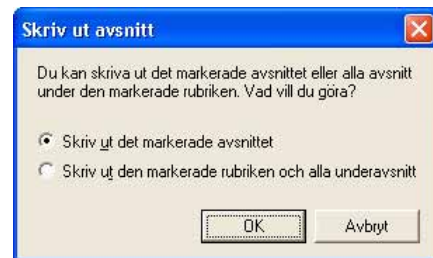 Skriv ut avsnitt
Du kan skriva ut det markerade avsnittet eller alla avsnitt
under den markerade rubriken. Vad vill du göra?
Skriv ut det markerade avsnittet
Skriv ut den markerade rubriken och alla underavsnitt
OK
Avbryt